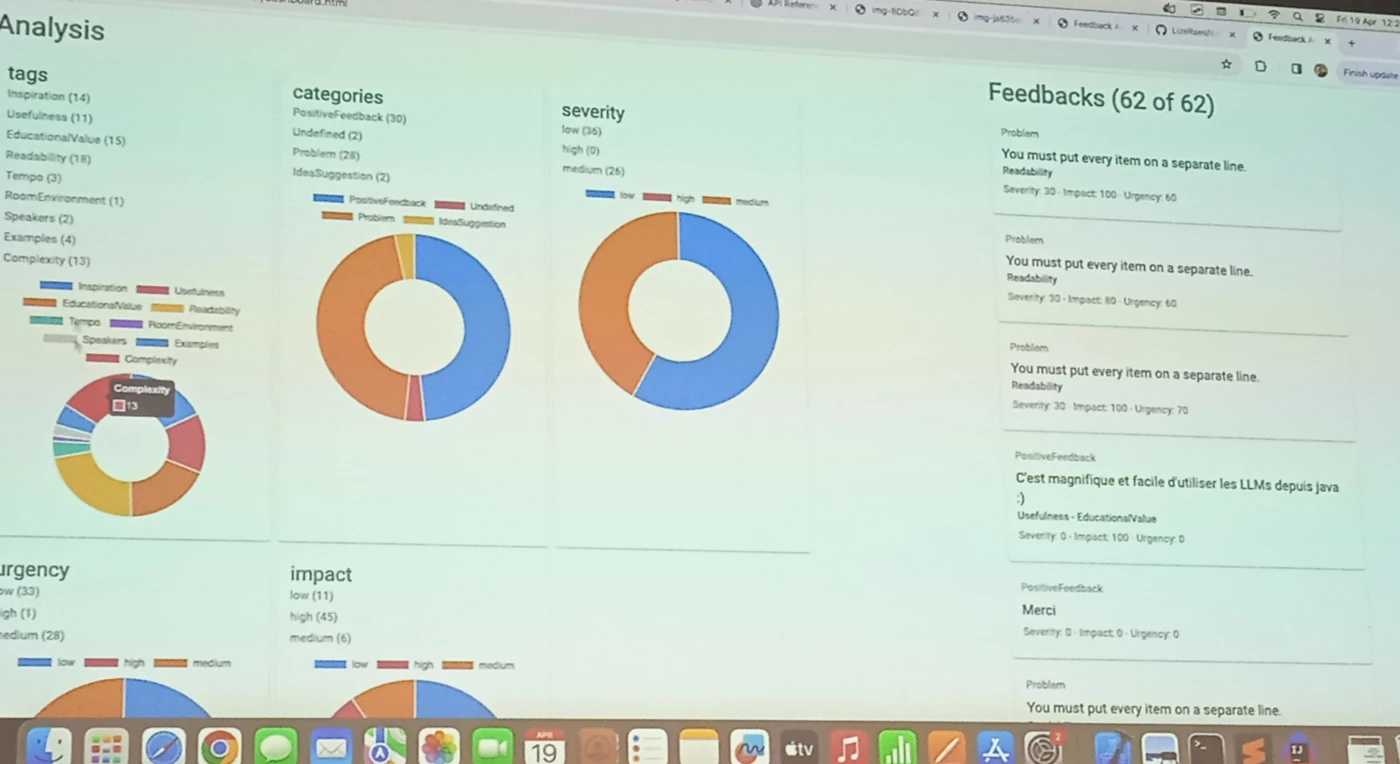 API Referen
img-8DbQl
Feedback A
Feedback A
Fri 19 Apr 12:2
Finish update
Analysis
tags
Inspiration (14)
Usefulness (11)
EducationalValue (15)
Readability (18)
Tempo (3)
RoomEnvironment (1)
Speakers (2)
Examples (4)
Complexity (13)
Inspiration Usefulness
EducationalValue Readability
Tempo RoomEnvironment
Speakers Examples
Complexity
Complexity
13
categories
PositiveFeedback (30)
Undefined (2)
Problem (28)
IdeaSuggestion (2)
PositiveFeedback Undefined
Problem IdeaSuggestion
severity
low (36)
high (0)
medium (26)
low high medium
urgency
ow (33)
igh (1)
medium (28)
low high medium
impact
low (11)
high (45)
medium (6)
low high medium
Feedbacks (62 of 62)
Problem
You must put every item on a separate line.
Readability
Severity: 30 - Impact: 100 - Urgency: 60
Problem
You must put every item on a separate line.
Readability
Severity: 30 - Impact: 80 - Urgency: 60
Problem
You must put every item on a separate line.
Readability
Severity: 30 - Impact: 100 - Urgency: 70
PositiveFeedback
C'est magnifique et facile d'utiliser les LLMs depuis java
:)
Usefulness - EducationalValue
Severity: 0 - Impact: 100 - Urgency: 0
PositiveFeedback
Merci
Severity: 0 - Impact: 0 - Urgency: 0
Problem
You must put every item on a separate line.
APR
19
tv
2
IJ